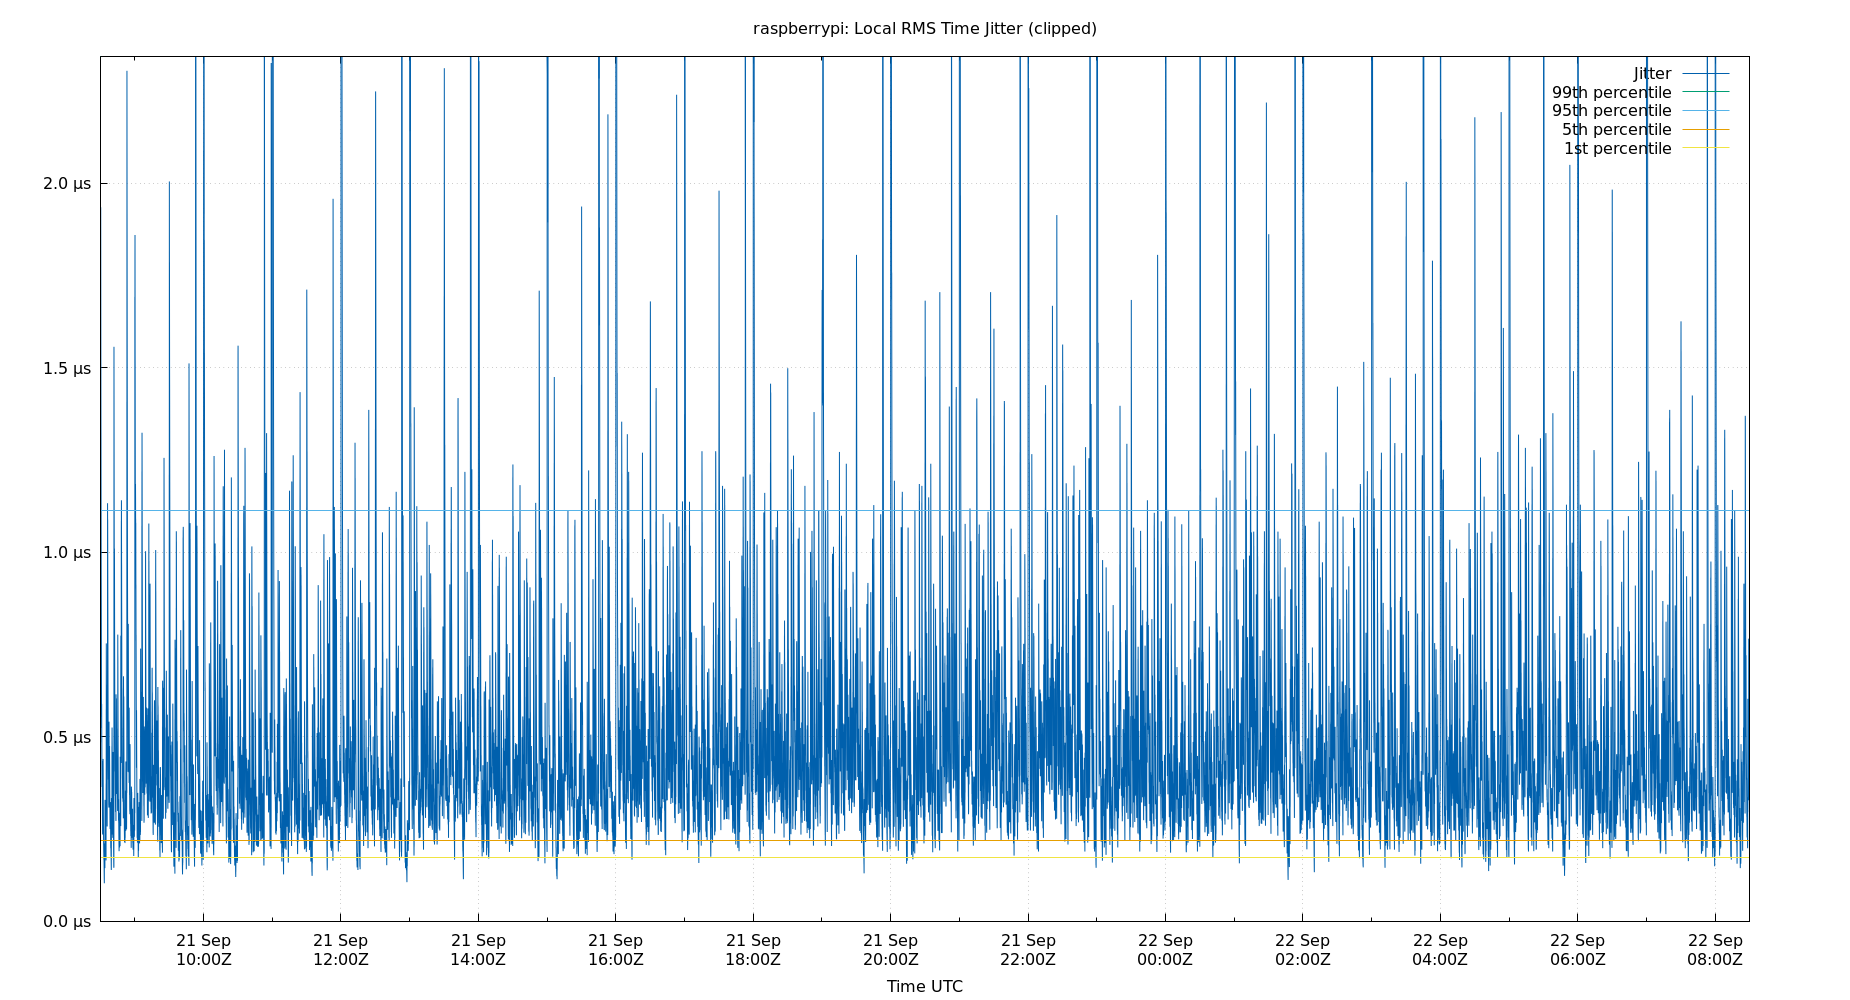 raspberrypi: Local RMS Time Jitter (clipped)
Jitter
99th percentile
95th percentile
5th percentile
1st percentile
2.0 µs
1.5 µs
1.0 µs
0.5 µs
0.0 µs
21 Sep 21 Sep 21 Sep 21 Sep 21 Sep 21 Sep 21 Sep 22 Sep 22 Sep 22 Sep 22 Sep 22 Sep
10:00Z 12:00Z 14:00Z 16:00Z 18:00Z 20:00Z 22:00Z 00:00Z 02:00Z 04:00Z 06:00Z 08:00Z
Time UTC